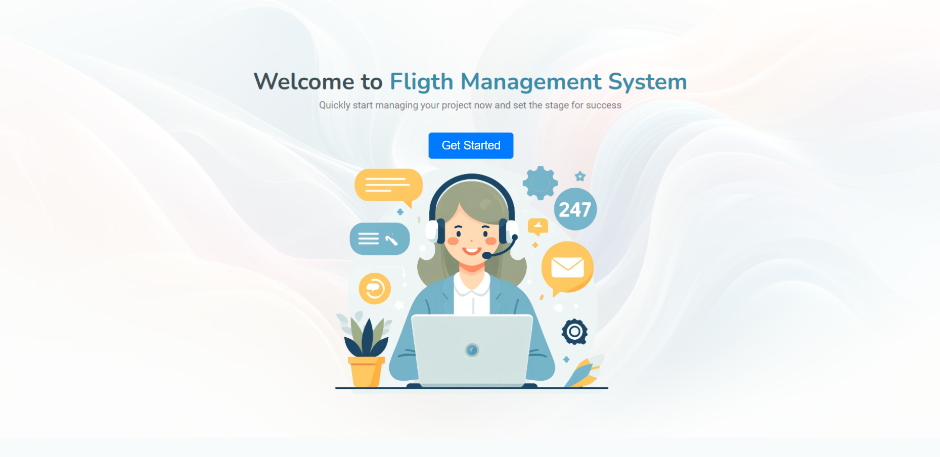 Welcome to Fligth Management System
Quickly start managing your project now and set the stage for success
Get Started
247